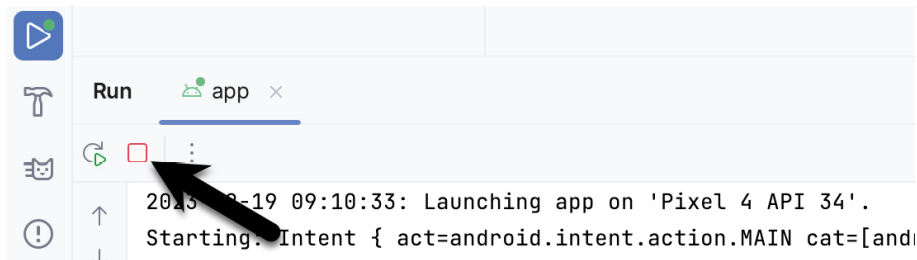 Run app
09:10:33: Launching app on 'Pixel 4 API 34'.
Starting: Intent { act=android.intent.action.MAIN cat=[and